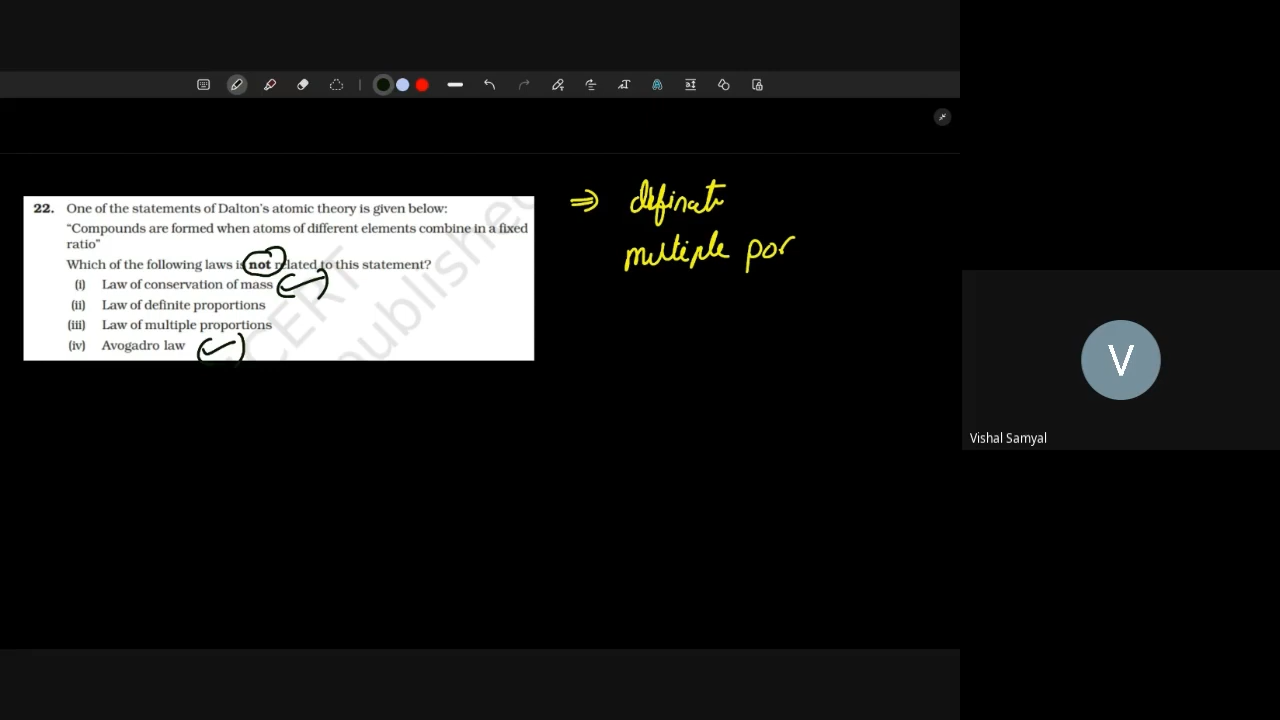 22. One of the statements of Dalton's atomic theory is given below:
"Compounds are formed when atoms of different elements combine in a fixed
ratio"
Which of the following laws is not related to this statement?
(i) Law of conservation of mass
(ii) Law of definite proportions
(iii) Law of multiple proportions
(iv) Avogadro law
⇒ definate
multiple por
V
Vishal Samyal